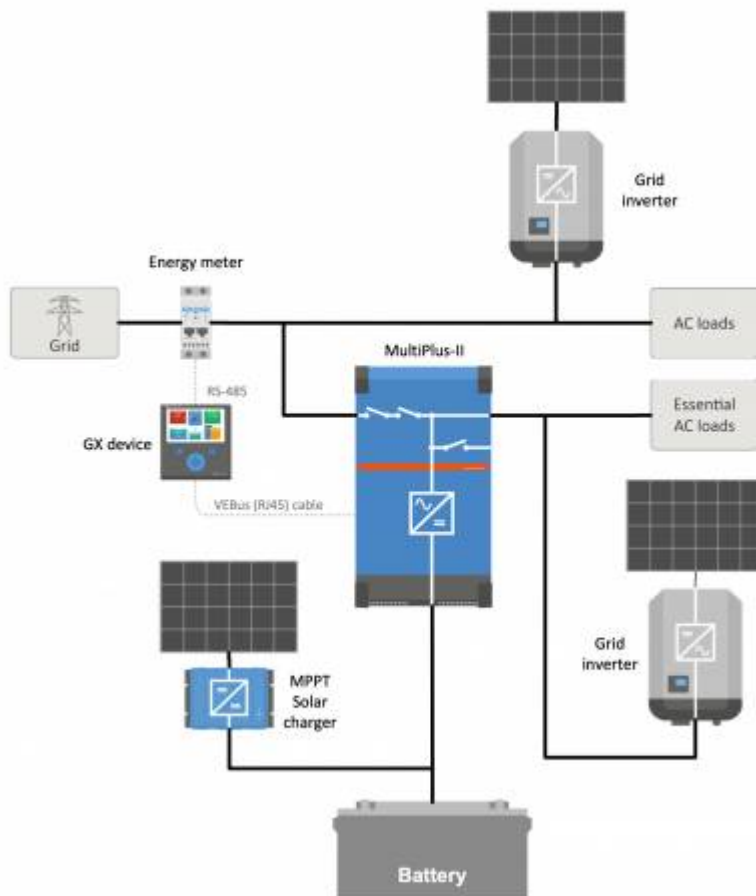 Grid
inverter
Energy meter
Grid
AC loads
MultiPlus-II
RS-485
Essential
AC loads
GX device
VEBus (RJ45) cable
Grid
inverter
MPPT
Solar
charger
Battery